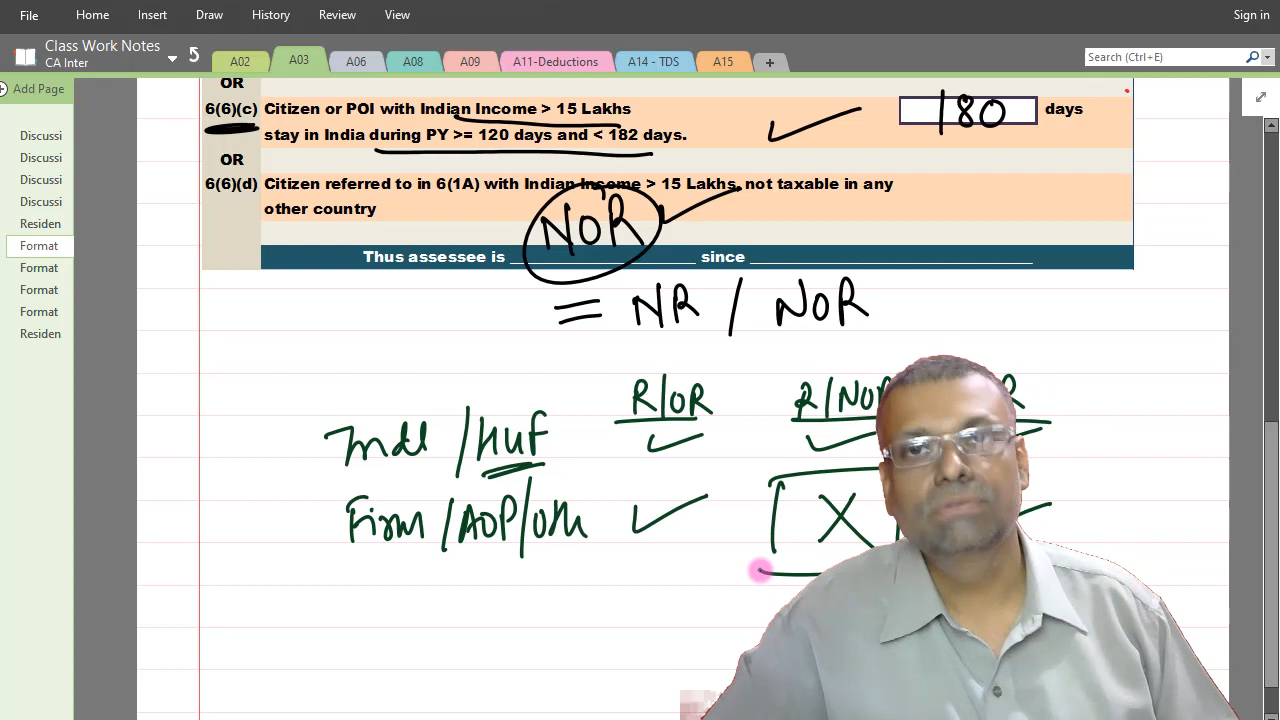 File Home Insert Draw History Review View Sign in
Class Work Notes
CA Inter
A02 A03 A06 A08 A09 A11-Deductions A14 - TDS A15
Search (Ctrl+E)
Add Page
Discussi
Discussi
Discussi
Discussi
Residen
Format
Format
Format
Format
Residen
OR
6(6)(c) Citizen or POI with Indian Income > 15 Lakhs 180 days
stay in India during PY >= 120 days and < 182 days.
OR
6(6)(d) Citizen referred to in 6(1A) with Indian Income > 15 Lakhs, not taxable in any
other country
NOR
Thus assessee is ____ since ____
= NR / NOR
R/OR R/NOR R
Indl / HUF
Firm / AOP / Oth X